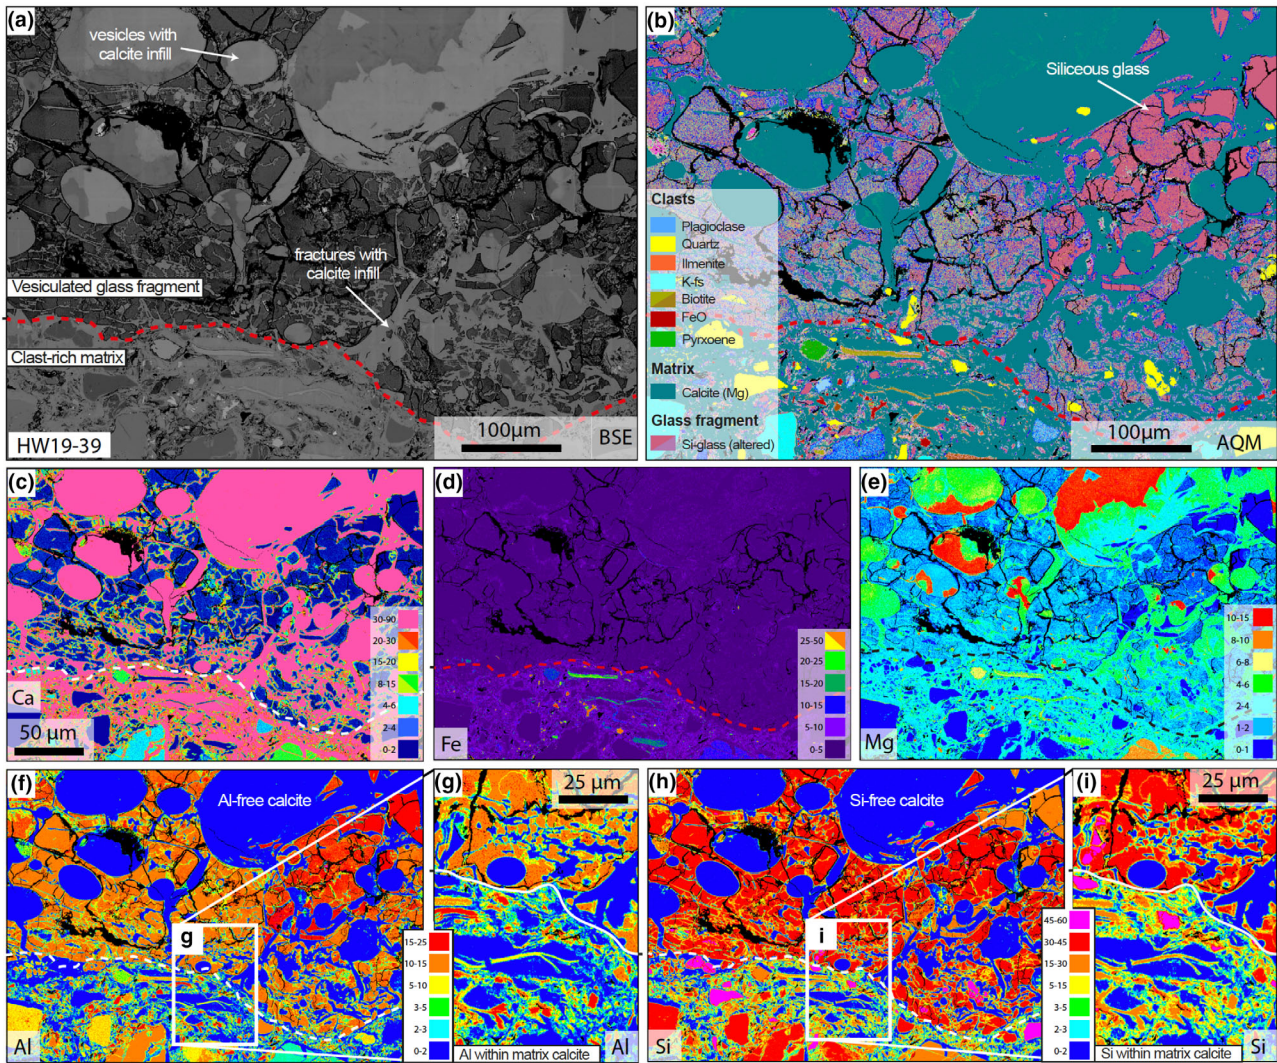 (a)
vesicles with
calcite infill
fractures with
calcite infill
Vesiculated glass fragment
Clast-rich matrix
HW19-39
100µm
BSE
(b)
Siliceous glass
Clasts
Plagioclase
Quartz
Ilmenite
K-fs
Biotite
FeO
Pyrxoene
Matrix
Calcite (Mg)
Glass fragment
Si-glass (altered)
100µm
AQM
(c)
30-90
20-30
15-20
8-15
4-6
2-4
0-2
Ca
50 µm
(d)
25-50
20-25
15-20
10-15
5-10
0-5
Fe
(e)
10-15
8-10
6-8
4-6
2-4
1-2
0-1
Mg
(f)
Al-free calcite
g
15-25
10-15
5-10
3-5
2-3
0-2
Al
(g)
25 µm
Al within matrix calcite
Al
(h)
Si-free calcite
i
45-60
30-45
15-30
5-15
3-5
2-3
0-2
Si
(i)
25 µm
Si within matrix calcite
Si